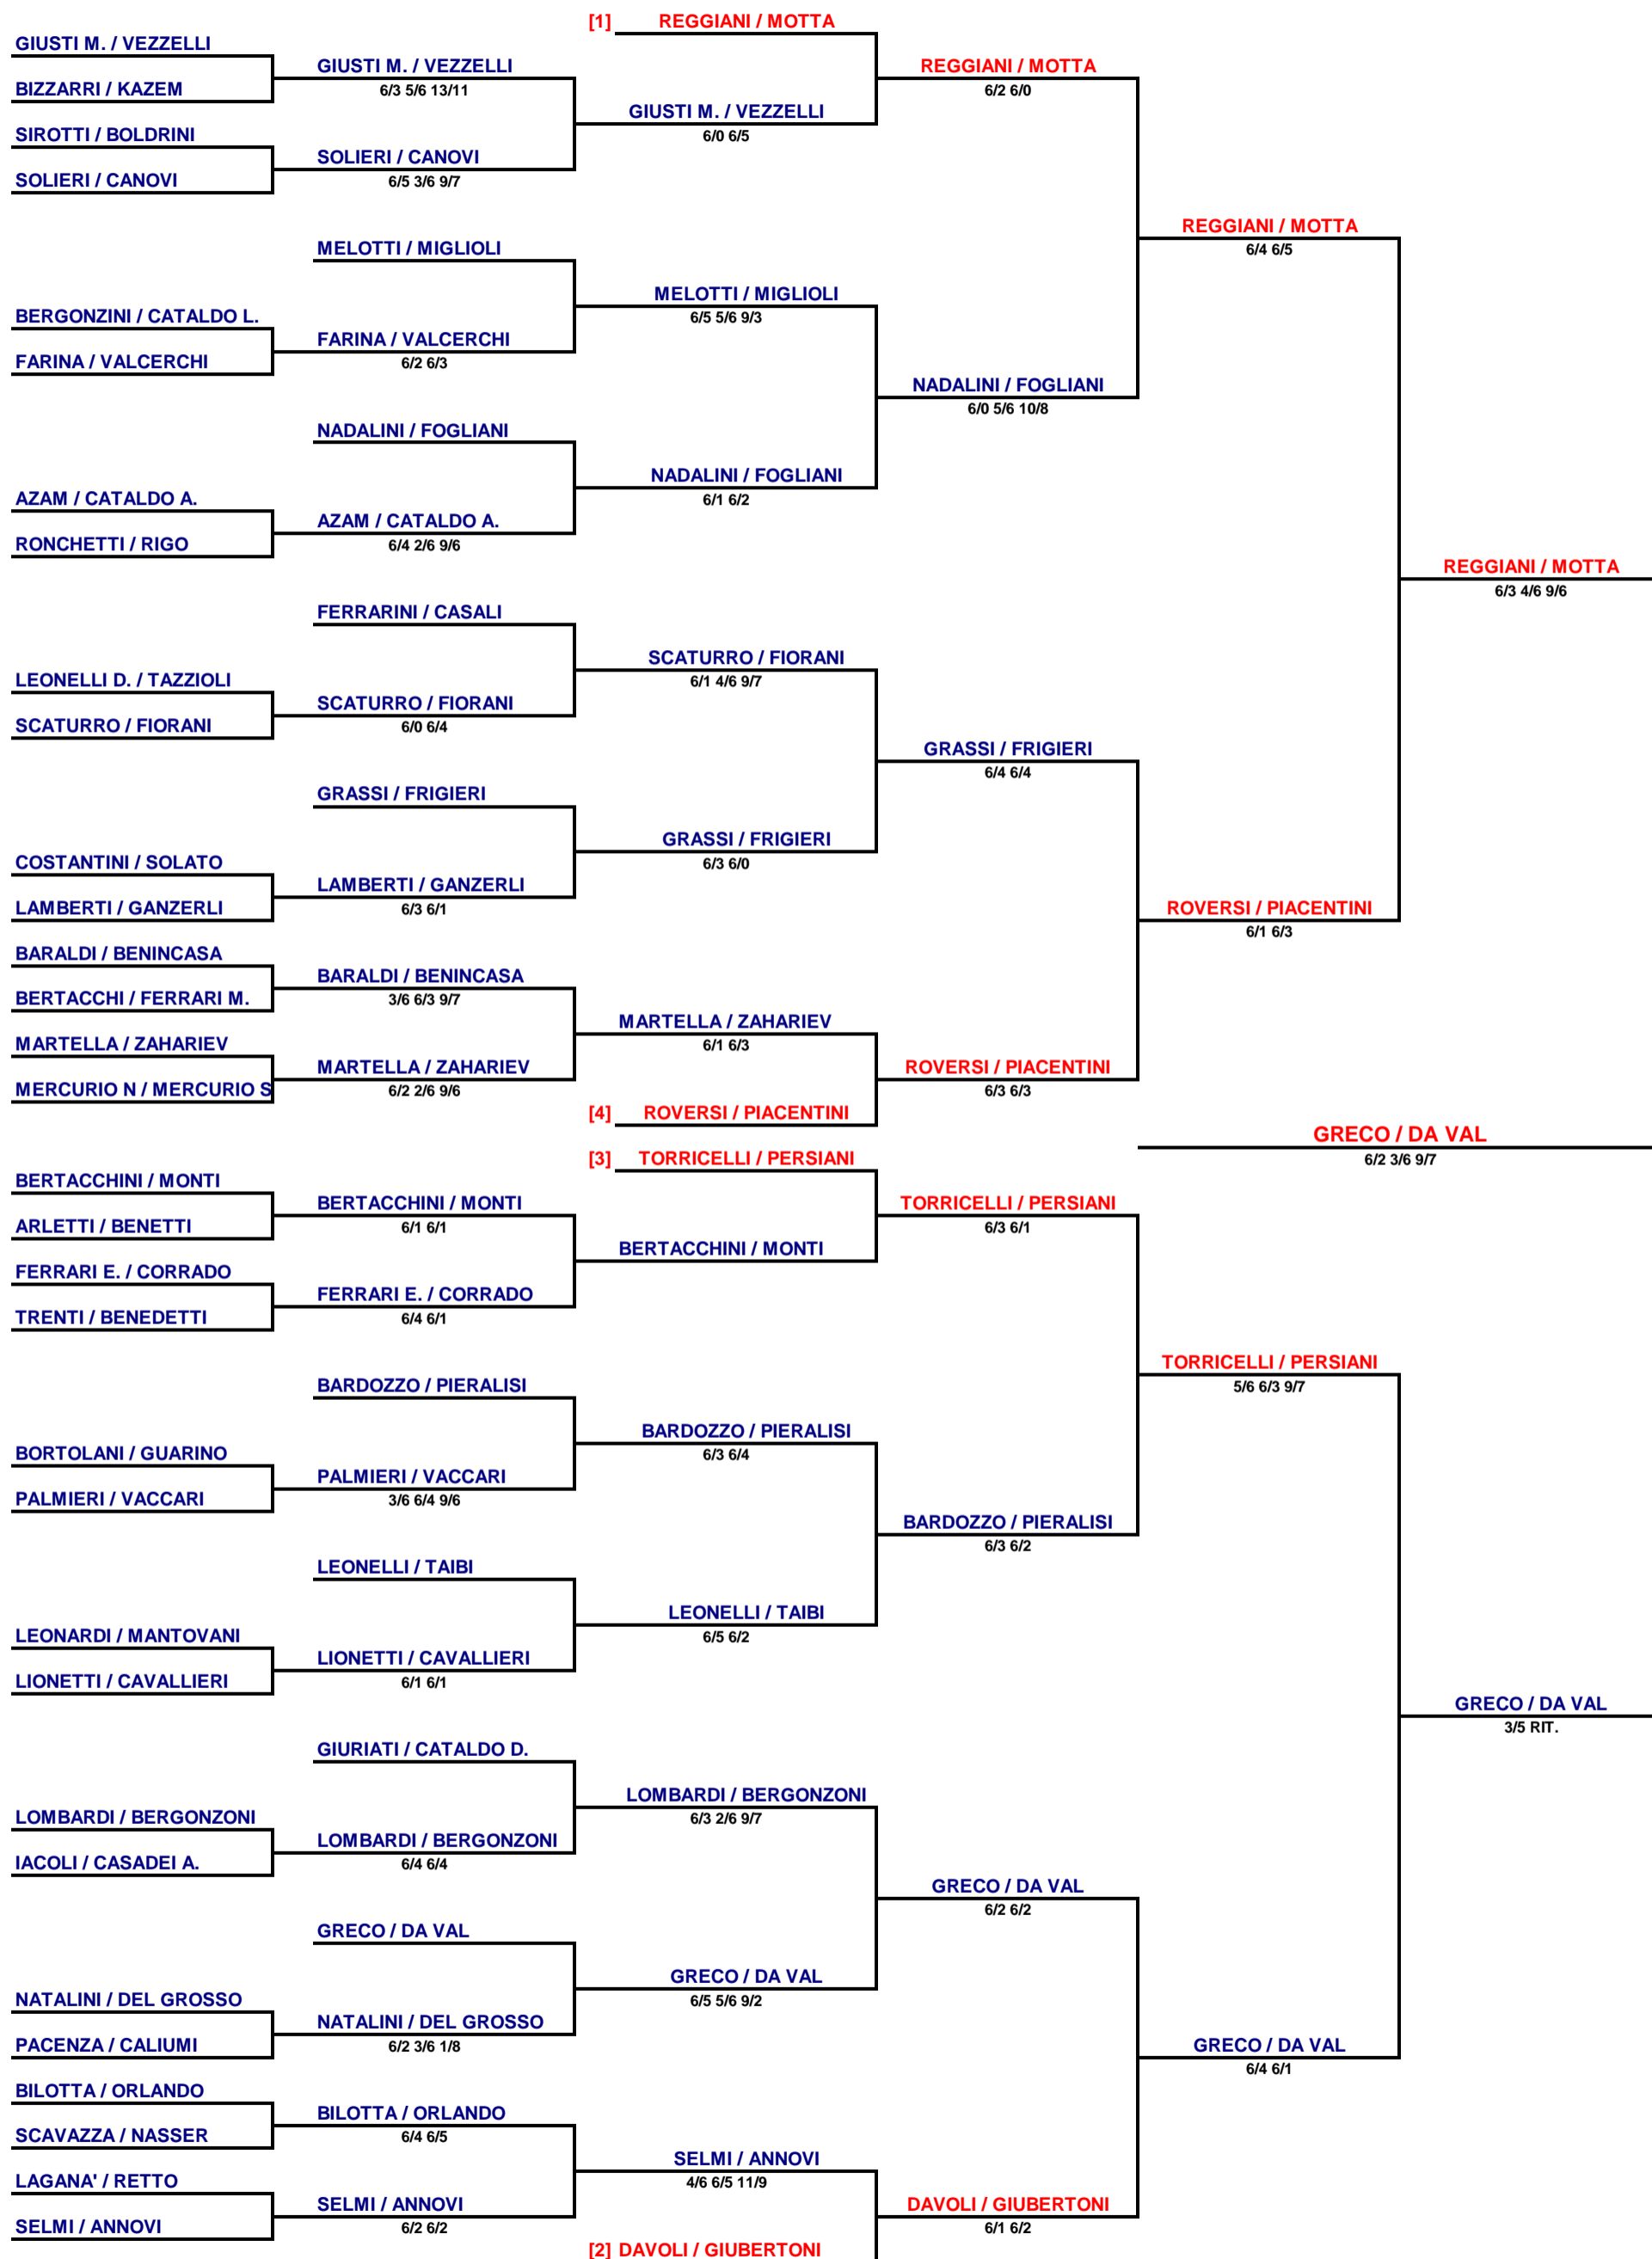 [1] REGGIANI / MOTTA
GIUSTI M. / VEZZELLI
GIUSTI M. / VEZZELLI
REGGIANI / MOTTA
BIZZARRI / KAZEM
6/3 5/6 13/11
6/2 6/0
GIUSTI M. / VEZZELLI
SIROTTI / BOLDRINI
6/0 6/5
SOLIERI / CANOVI
SOLIERI / CANOVI
6/5 3/6 9/7
REGGIANI / MOTTA
MELOTTI / MIGLIOLI
6/4 6/5
MELOTTI / MIGLIOLI
BERGONZINI / CATALDO L.
6/5 5/6 9/3
FARINA / VALCERCHI
FARINA / VALCERCHI
6/2 6/3
NADALINI / FOGLIANI
6/0 5/6 10/8
NADALINI / FOGLIANI
NADALINI / FOGLIANI
AZAM / CATALDO A.
6/1 6/2
AZAM / CATALDO A.
RONCHETTI / RIGO
6/4 2/6 9/6
REGGIANI / MOTTA
6/3 4/6 9/6
FERRARINI / CASALI
SCATURRO / FIORANI
LEONELLI D. / TAZZIOLI
6/1 4/6 9/7
SCATURRO / FIORANI
SCATURRO / FIORANI
6/0 6/4
GRASSI / FRIGIERI
6/4 6/4
GRASSI / FRIGIERI
GRASSI / FRIGIERI
COSTANTINI / SOLATO
6/3 6/0
LAMBERTI / GANZERLI
LAMBERTI / GANZERLI
6/3 6/1
ROVERSI / PIACENTINI
6/1 6/3
BARALDI / BENINCASA
BARALDI / BENINCASA
BERTACCHI / FERRARI M.
3/6 6/3 9/7
MARTELLA / ZAHARIEV
MARTELLA / ZAHARIEV
6/1 6/3
MARTELLA / ZAHARIEV
ROVERSI / PIACENTINI
MERCURIO N / MERCURIO S
6/2 2/6 9/6
6/3 6/3
[4] ROVERSI / PIACENTINI
GRECO / DA VAL
6/2 3/6 9/7
[3] TORRICELLI / PERSIANI
BERTACCHINI / MONTI
BERTACCHINI / MONTI
TORRICELLI / PERSIANI
ARLETTI / BENETTI
6/1 6/1
6/3 6/1
BERTACCHINI / MONTI
FERRARI E. / CORRADO
FERRARI E. / CORRADO
TRENTI / BENEDETTI
6/4 6/1
TORRICELLI / PERSIANI
5/6 6/3 9/7
BARDOZZO / PIERALISI
BARDOZZO / PIERALISI
BORTOLANI / GUARINO
6/3 6/4
PALMIERI / VACCARI
PALMIERI / VACCARI
3/6 6/4 9/6
BARDOZZO / PIERALISI
6/3 6/2
LEONELLI / TAIBI
LEONELLI / TAIBI
LEONARDI / MANTOVANI
6/5 6/2
LIONETTI / CAVALLIERI
LIONETTI / CAVALLIERI
6/1 6/1
GRECO / DA VAL
3/5 RIT.
GIURIATI / CATALDO D.
LOMBARDI / BERGONZONI
LOMBARDI / BERGONZONI
6/3 2/6 9/7
LOMBARDI / BERGONZONI
IACOLI / CASADEI A.
6/4 6/4
GRECO / DA VAL
6/2 6/2
GRECO / DA VAL
GRECO / DA VAL
NATALINI / DEL GROSSO
6/5 5/6 9/2
NATALINI / DEL GROSSO
PACENZA / CALIUMI
6/2 3/6 1/8
GRECO / DA VAL
6/4 6/1
BILOTTA / ORLANDO
BILOTTA / ORLANDO
SCAVAZZA / NASSER
6/4 6/5
SELMI / ANNOVI
LAGANA' / RETTO
4/6 6/5 11/9
SELMI / ANNOVI
DAVOLI / GIUBERTONI
SELMI / ANNOVI
6/2 6/2
6/1 6/2
[2] DAVOLI / GIUBERTONI